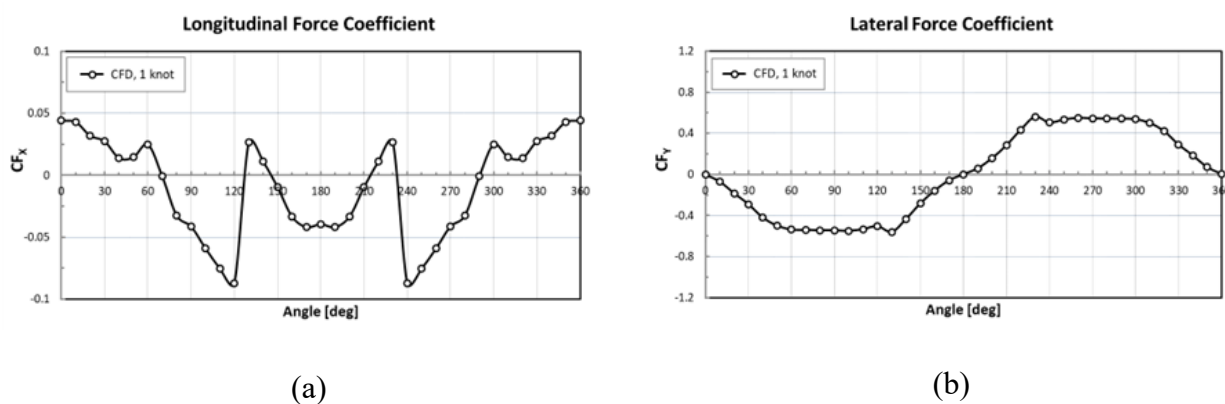 Longitudinal Force Coefficient
0.1
0.05
0
-0.05
-0.1
CFX
CFD, 1 knot
0 30 60 90 120 150 180 210 240 270 300 330 360
Angle [deg]
(a)
Lateral Force Coefficient
1.2
0.8
0.4
0
-0.4
-0.8
-1.2
CFY
CFD, 1 knot
0 30 60 90 120 150 180 210 240 270 300 330 36
Angle [deg]
(b)